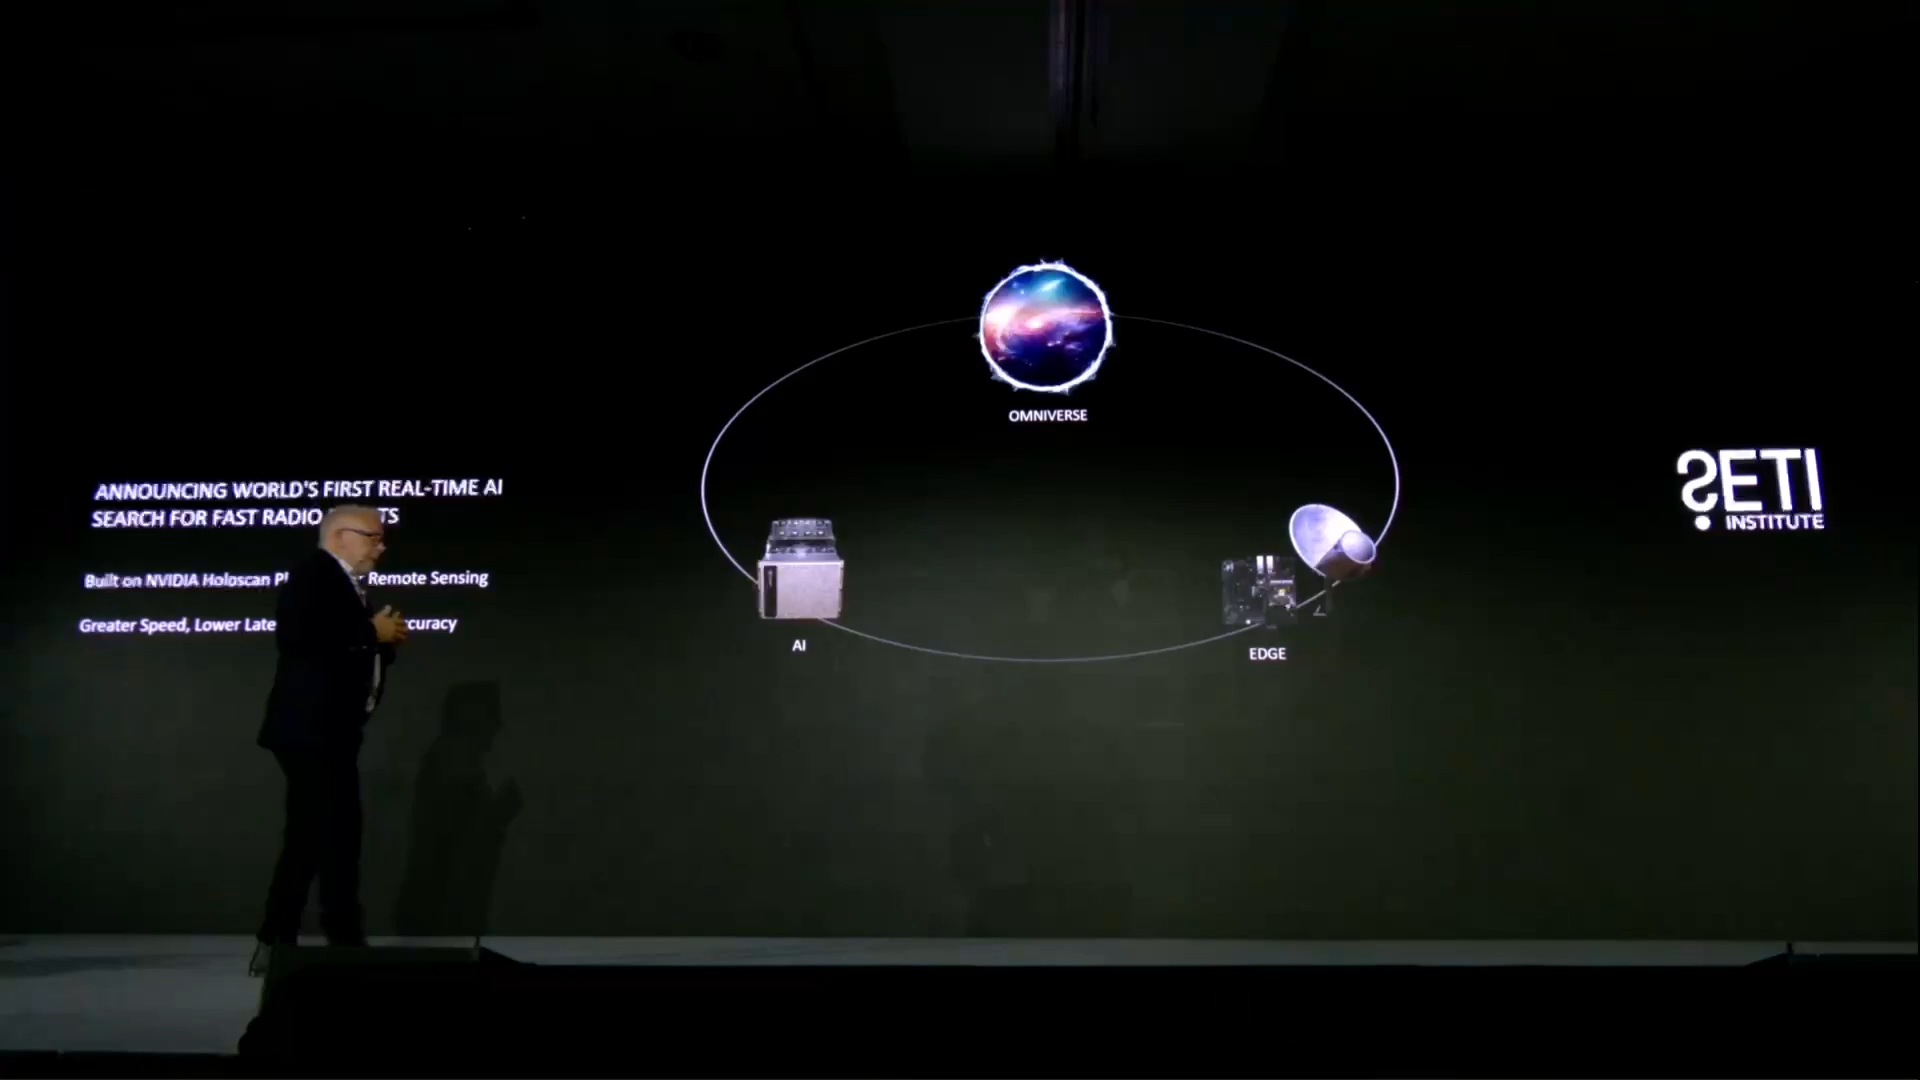 ANNOUNCING WORLD'S FIRST REAL-TIME AI
SEARCH FOR FAST RADIO
Built on NVIDIA Holoscan Remote Sensing
Greater Speed, Lower
OMNIVERSE
AI
EDGE
SETI
INSTITUTE